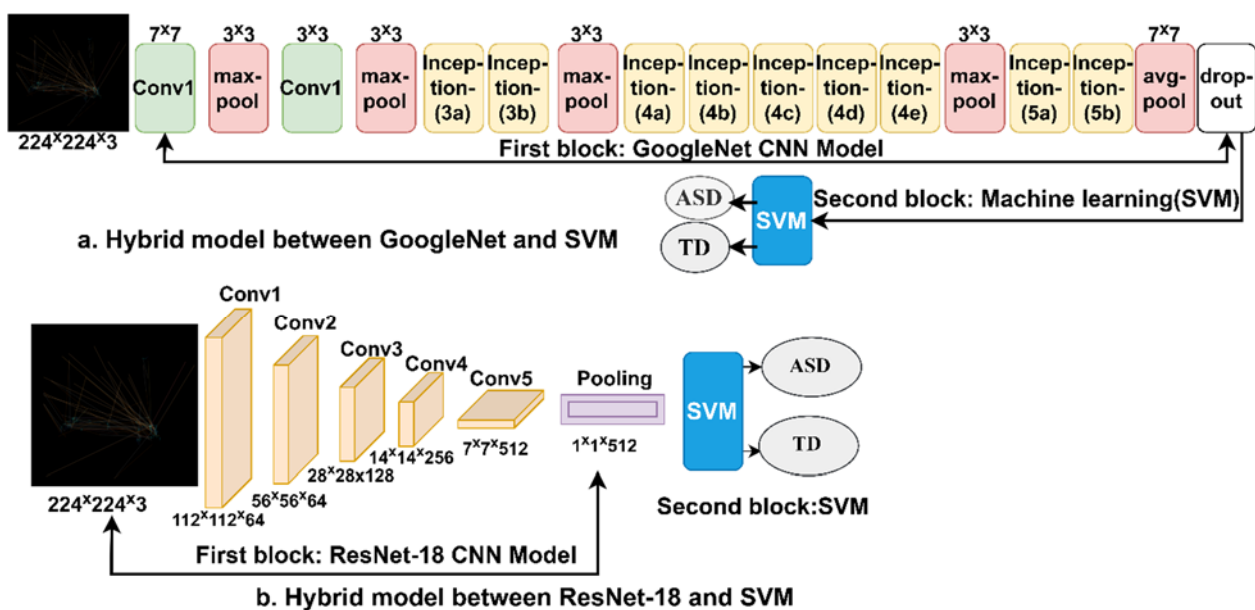 7x7 3x3 3x3 3x3 3x3 3x3 7x7
Conv1
max-
pool
Conv1
max-
pool
Incep-
tion-
(3a)
Incep-
tion-
(3b)
max-
pool
Incep-
tion-
(4a)
Incep-
tion-
(4b)
Incep-
tion-
(4c)
Incep-
tion-
(4d)
Incep-
tion-
(4e)
max-
pool
Incep-
tion-
(5a)
Incep-
tion-
(5b)
avg-
pool
drop-
out
224x224x3
First block: GoogleNet CNN Model
Second block: Machine learning(SVM)
SVM
ASD
TD
a. Hybrid model between GoogleNet and SVM
Conv1
Conv2
Conv3
Conv4
Conv5
Pooling
SVM
ASD
TD
224x224x3
112x112x64
56x56x64
28x28x128
14x14x256
7x7x512
1x1x512
Second block:SVM
First block: ResNet-18 CNN Model
b. Hybrid model between ResNet-18 and SVM